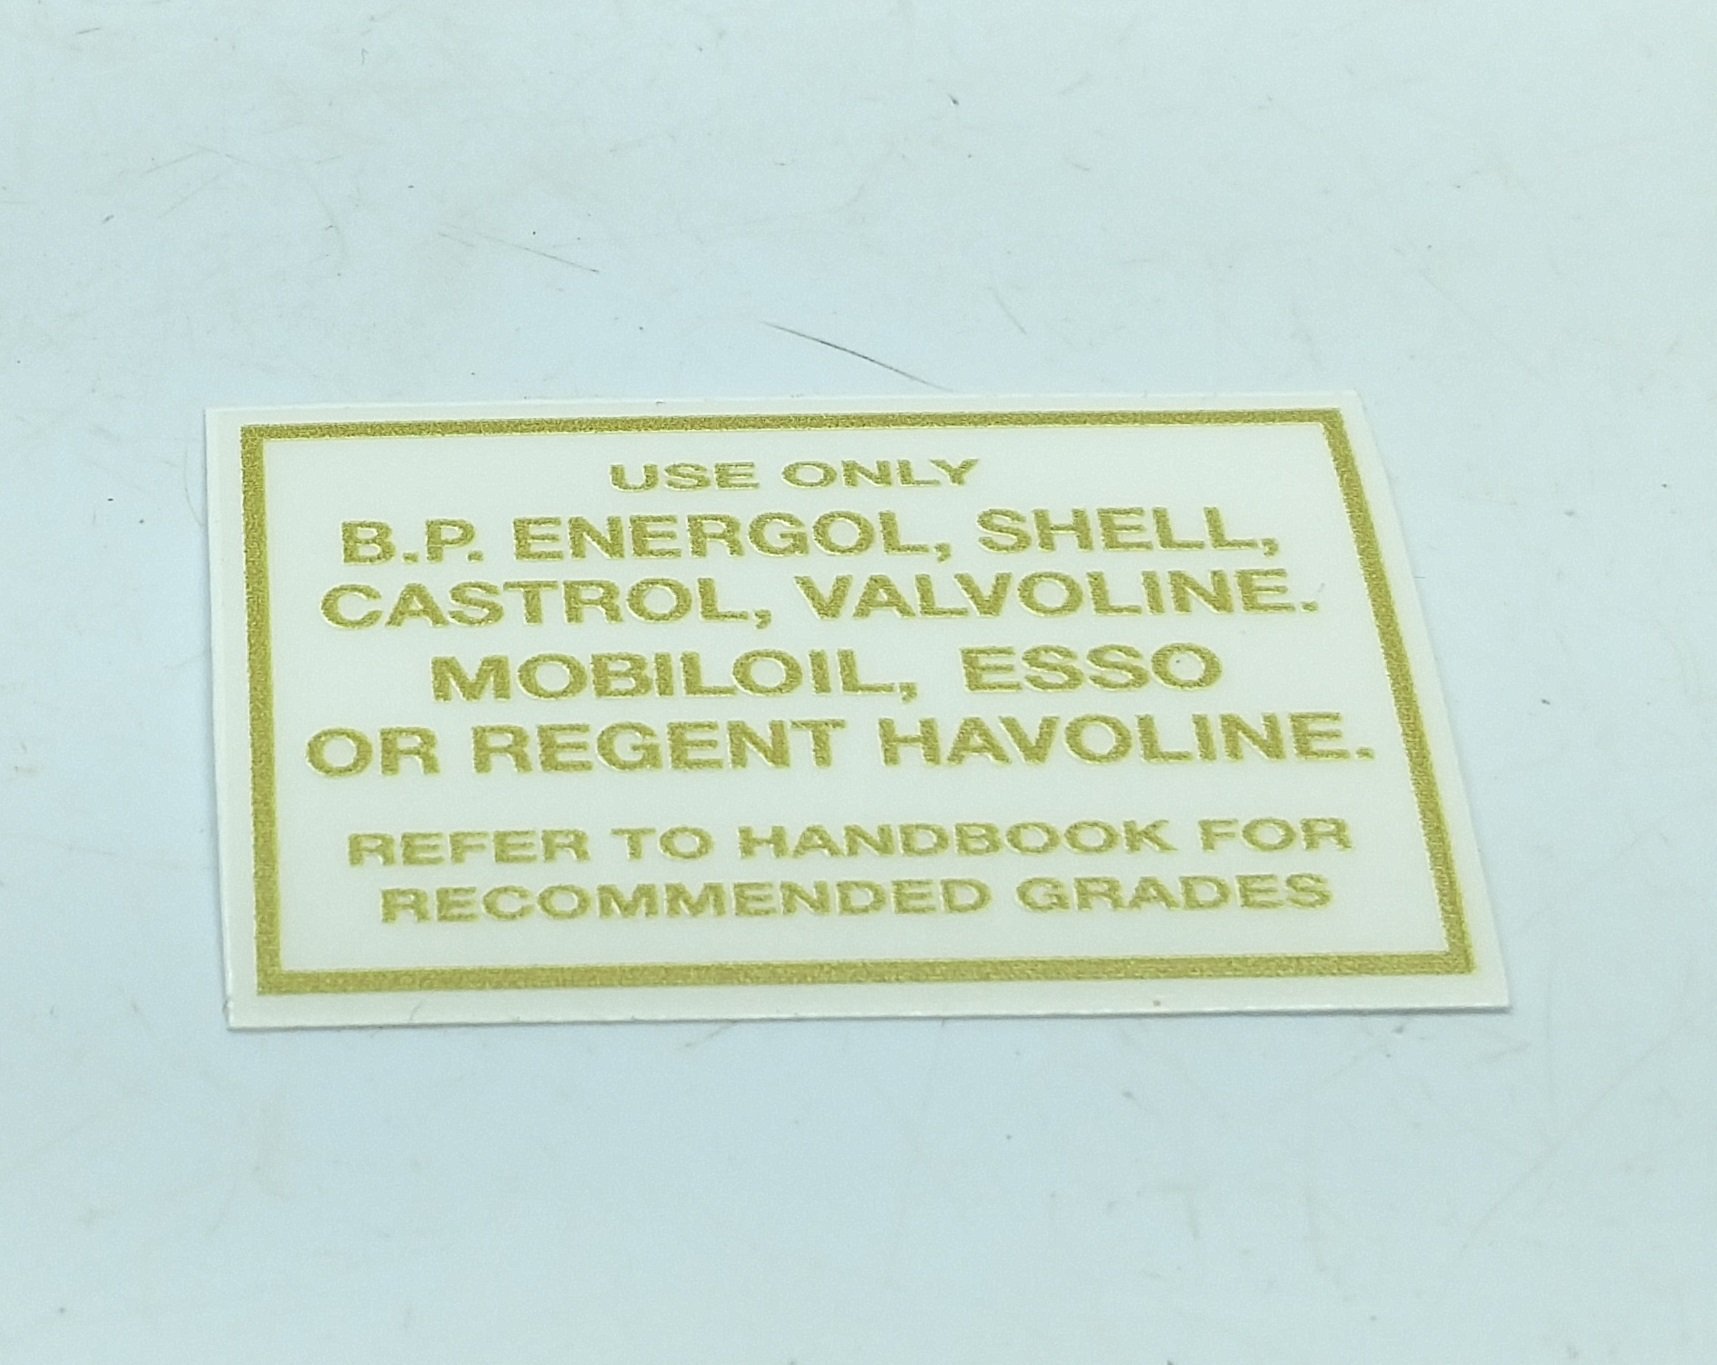 USE ONLY
B.P. ENERGOL, SHELL,
CASTROL, VALVOLINE.
MOBILOIL, ESSO
OR REGENT HAVOLINE.
REFER TO HANDBOOK FOR
RECOMMENDED GRADES